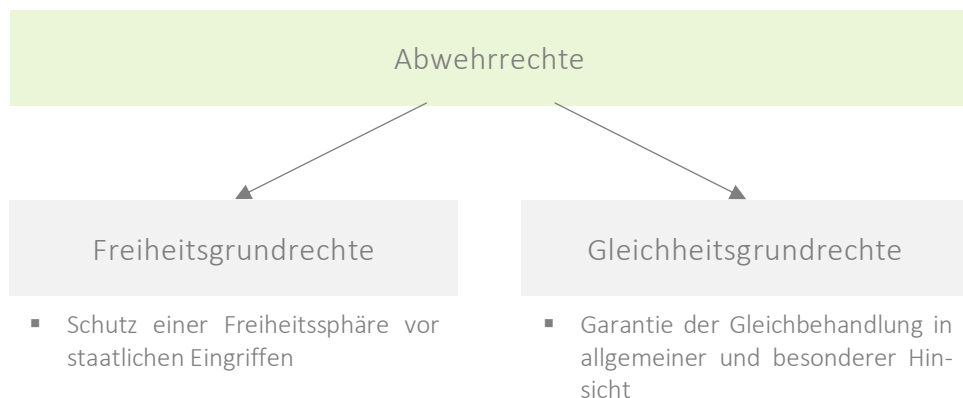 Abwehrrechte
Freiheitsgrundrechte
Gleichheitsgrundrechte
▪ Schutz einer Freiheitssphäre vor
staatlichen Eingriffen
▪ Garantie der Gleichbehandlung in
allgemeiner und besonderer Hin-
sicht